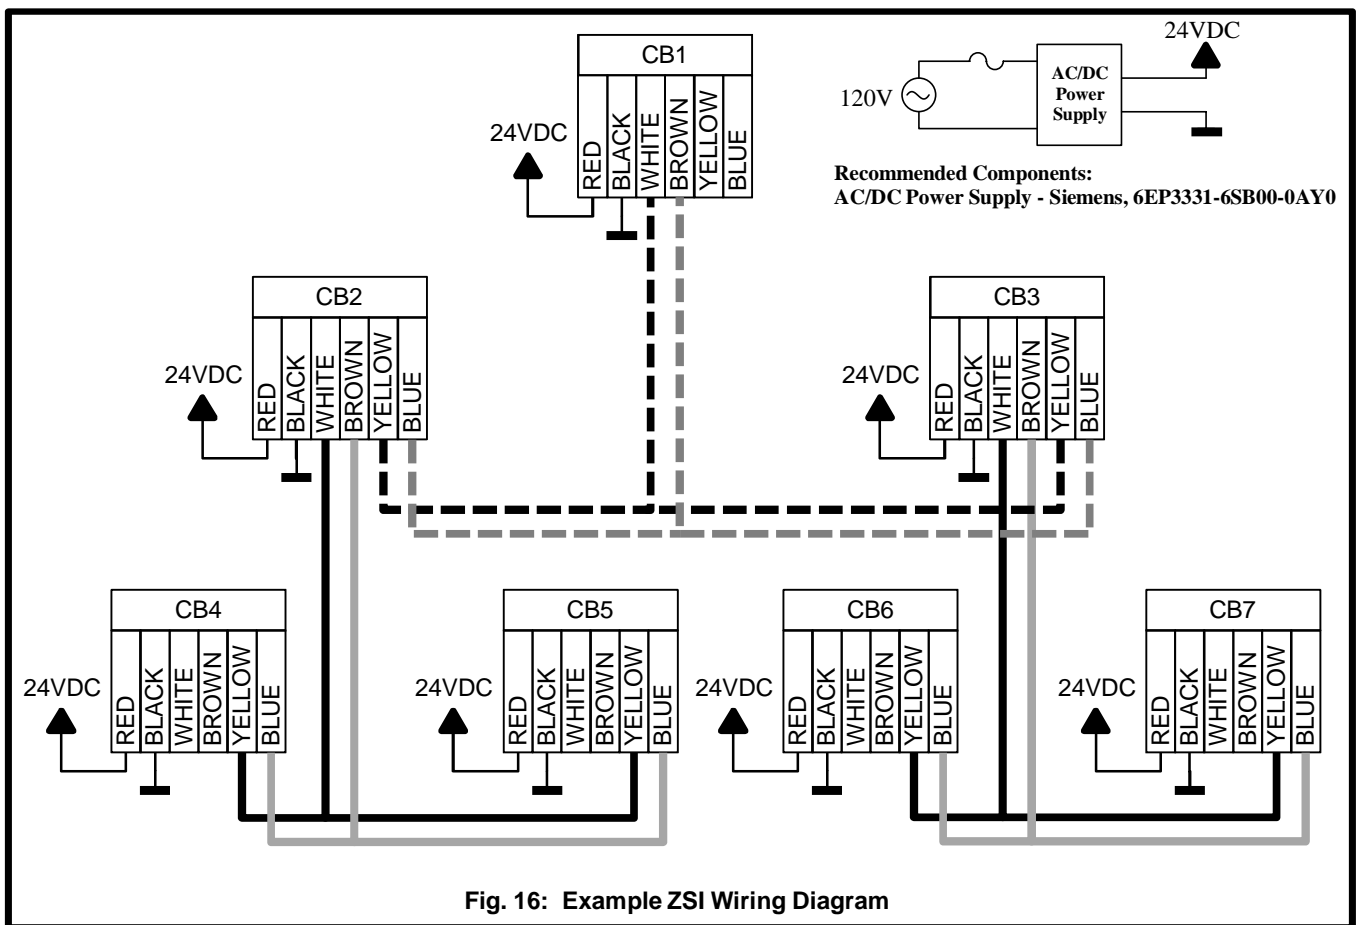 CB1
24VDC
RED
BLACK
WHITE
BROWN
YELLOW
BLUE
24VDC
120V
AC/DC
Power
Supply
Recommended Components:
AC/DC Power Supply - Siemens, 6EP3331-6SB00-0AY0
CB2
24VDC
RED
BLACK
WHITE
BROWN
YELLOW
BLUE
CB3
24VDC
RED
BLACK
WHITE
BROWN
YELLOW
BLUE
CB4
24VDC
RED
BLACK
WHITE
BROWN
YELLOW
BLUE
CB5
24VDC
RED
BLACK
WHITE
BROWN
YELLOW
BLUE
CB6
24VDC
RED
BLACK
WHITE
BROWN
YELLOW
BLUE
CB7
24VDC
RED
BLACK
WHITE
BROWN
YELLOW
BLUE
Fig. 16: Example ZSI Wiring Diagram